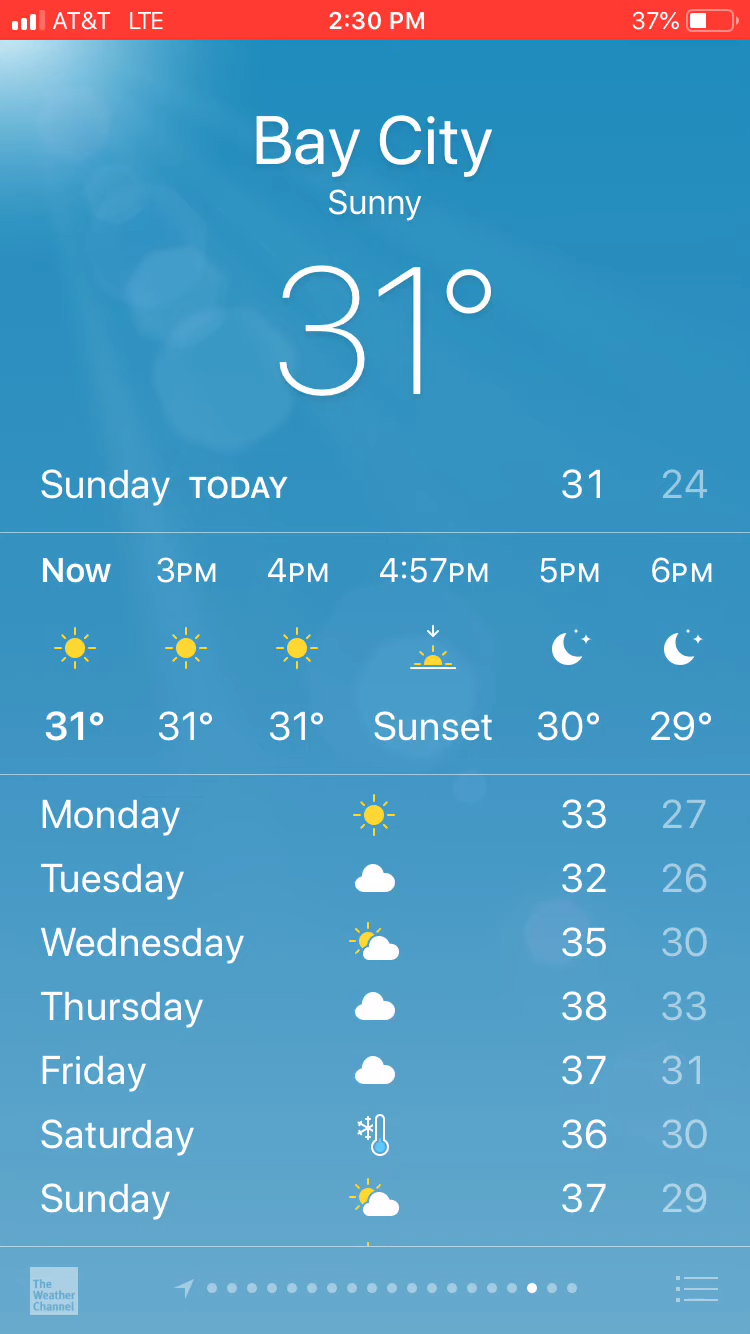 AT&T LTE 2:30 PM 37%
Bay City
Sunny
31°
Sunday TODAY 31 24
Now 3PM 4PM 4:57PM 5PM 6PM
31° 31° 31° Sunset 30° 29°
Monday 33 27
Tuesday 32 26
Wednesday 35 30
Thursday 38 33
Friday 37 31
Saturday 36 30
Sunday 37 29
The
Weather
Channel